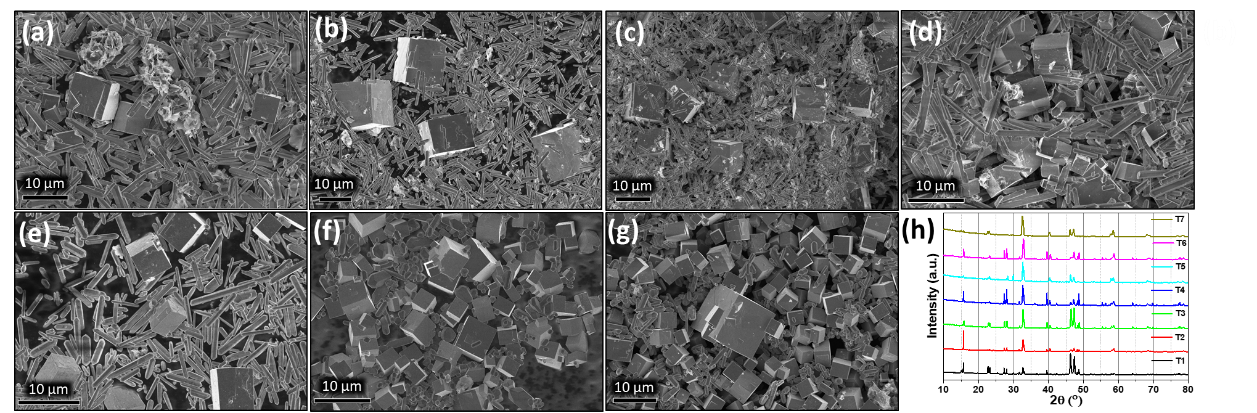 (a)
10 µm
(b)
10 µm
(c)
10 µm
(d)
10 µm
(e)
10 µm
(f)
10 µm
(g)
10 µm
(h)
Intensity (a.u.)
T7
T6
T5
T4
T3
T2
T1
10 20 30 40 50 60 70 80
2θ (°)